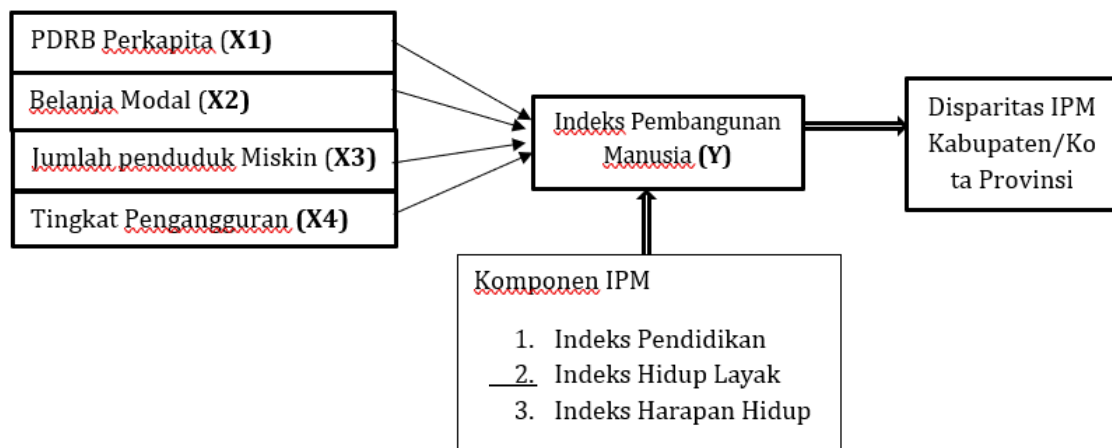 PDRB Perkapita (X1)
Belanja Modal (X2)
Jumlah penduduk Miskin (X3)
Tingkat Pengangguran (X4)
Indeks Pembangunan
Manusia (Y)
Disparitas IPM
Kabupaten/Ko
ta Provinsi
Komponen IPM
1. Indeks Pendidikan
2. Indeks Hidup Layak
3. Indeks Harapan Hidup